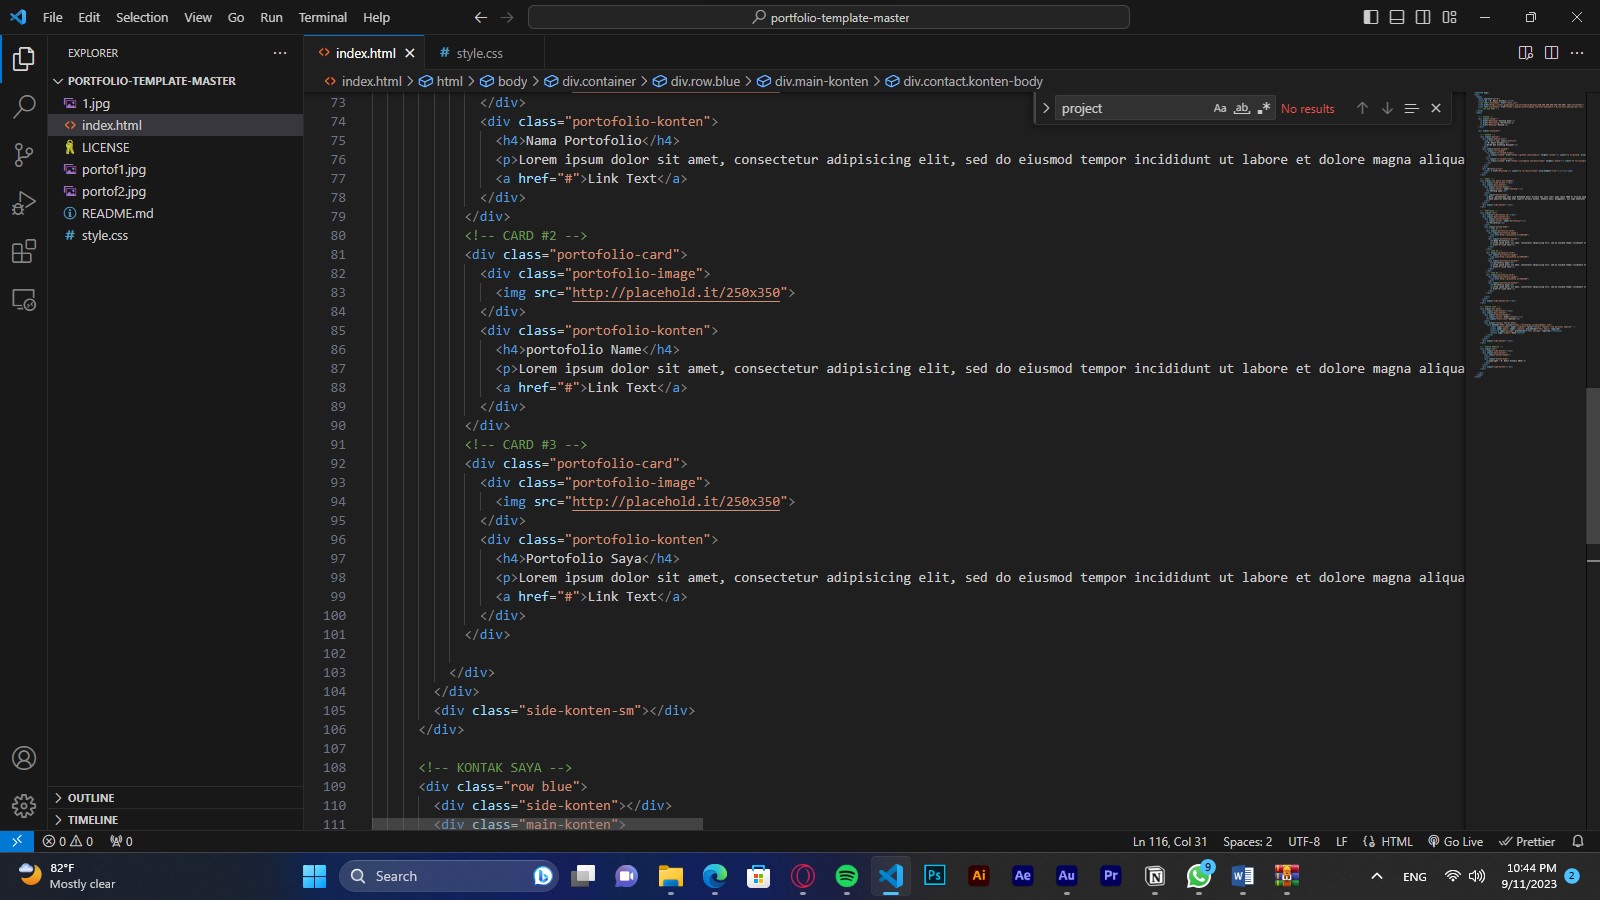 File Edit Selection View Go Run Terminal Help
portfolio-template-master
EXPLORER
PORTFOLIO-TEMPLATE-MASTER
1.jpg
index.html
LICENSE
portof1.jpg
portof2.jpg
README.md
style.css
OUTLINE
TIMELINE
index.html
style.css
index.html > html > body > div.container > div.row.blue > div.main-konten > div.contact.konten-body
project
Aa ab No results
73 </div>
74 <div class="portofolio-konten">
75 <h4>Nama Portofolio</h4>
76 <p>Lorem ipsum dolor sit amet, consectetur adipisicing elit, sed do eiusmod tempor incididunt ut labore et dolore magna aliqua
77 <a href="#">Link Text</a>
78 </div>
79 </div>
80 <!-- CARD #2 -->
81 <div class="portofolio-card">
82 <div class="portofolio-image">
83 <img src="http://placehold.it/250x350">
84 </div>
85 <div class="portofolio-konten">
86 <h4>portofolio Name</h4>
87 <p>Lorem ipsum dolor sit amet, consectetur adipisicing elit, sed do eiusmod tempor incididunt ut labore et dolore magna aliqua
88 <a href="#">Link Text</a>
89 </div>
90 </div>
91 <!-- CARD #3 -->
92 <div class="portofolio-card">
93 <div class="portofolio-image">
94 <img src="http://placehold.it/250x350">
95 </div>
96 <div class="portofolio-konten">
97 <h4>Portofolio Saya</h4>
98 <p>Lorem ipsum dolor sit amet, consectetur adipisicing elit, sed do eiusmod tempor incididunt ut labore et dolore magna aliqua
99 <a href="#">Link Text</a>
100 </div>
101 </div>
102
103 </div>
104 </div>
105 <div class="side-konten-sm"></div>
106 </div>
107
108 <!-- KONTAK SAYA -->
109 <div class="row blue">
110 <div class="side-konten"></div>
111 <div class="main-konten">
0 0 0
Ln 116, Col 31 Spaces: 2 UTF-8 LF HTML Go Live Prettier
82°F
Mostly clear
Search
Ps Ai Ae Au Pr
9
ENG
10:44 PM
9/11/2023
2